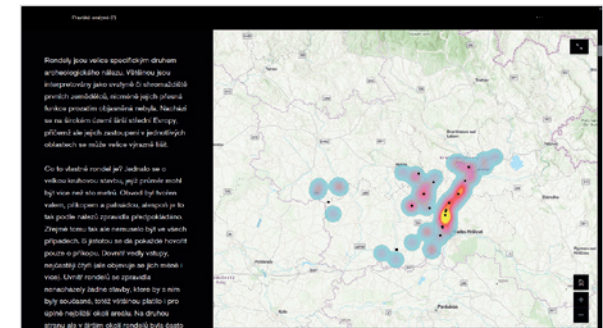 Pravěké svatyně (?)
Rondely jsou velice specifickým druhem
archeologického nálezu. Většinou jsou
interpretovány jako svatyně či shromaždiště
prvních zemědělců, nicméně jejich přesná
funkce prozatím objasněna nebyla. Nachází
se na širokém území širší střední Evropy,
přičemž ale jejich zastoupení v jednotlivých
oblastech se může velice výrazně lišit.
Co to vlastně rondel je? Jednalo se o
velkou kruhovou stavbu, jejíž průměr mohl
být více než sto metrů. Obvod byl tvořen
valem, příkopem a palisádou, alespoň je to
tak podle nálezů zpravidla předpokládáno.
Zřejmě tomu tak ale nemuselo být ve všech
případech. S jistotou se dá pokaždé hovořit
pouze o příkopu. Dovnitř vedly vstupy,
nejčastěji čtyři (ale objevuje se jich méně i
více). Uvnitř rondelů se zpravidla
nenacházely žádné stavby, které by s ním
byly současné, totéž většinou platilo i pro
úplně nejbližší okolí areálu. Na druhou
stranu ale v širším okolí rondelů byla často
Pardubice